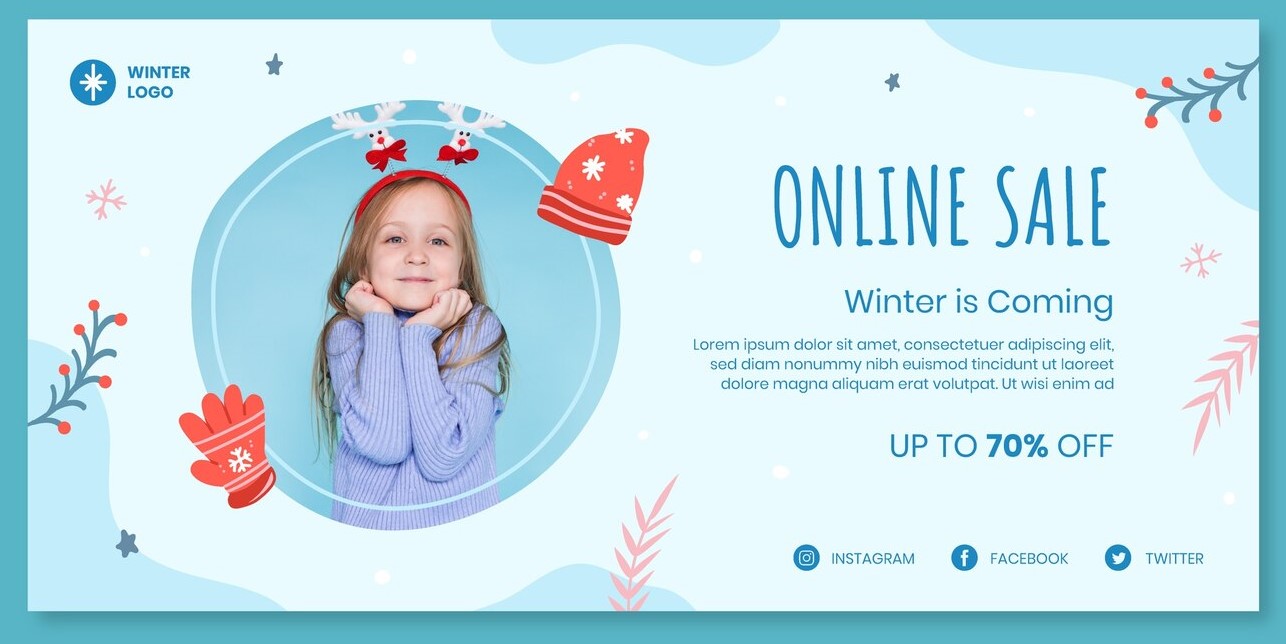 WINTER
LOGO
ONLINE SALE
Winter is Coming
Lorem ipsum dolor sit amet, consectetuer adipiscing elit,
sed diam nonummy nibh euismod tincidunt ut laoreet
dolore magna aliquam erat volutpat. Ut wisi enim ad
UP TO 70% OFF
INSTAGRAM
FACEBOOK
TWITTER